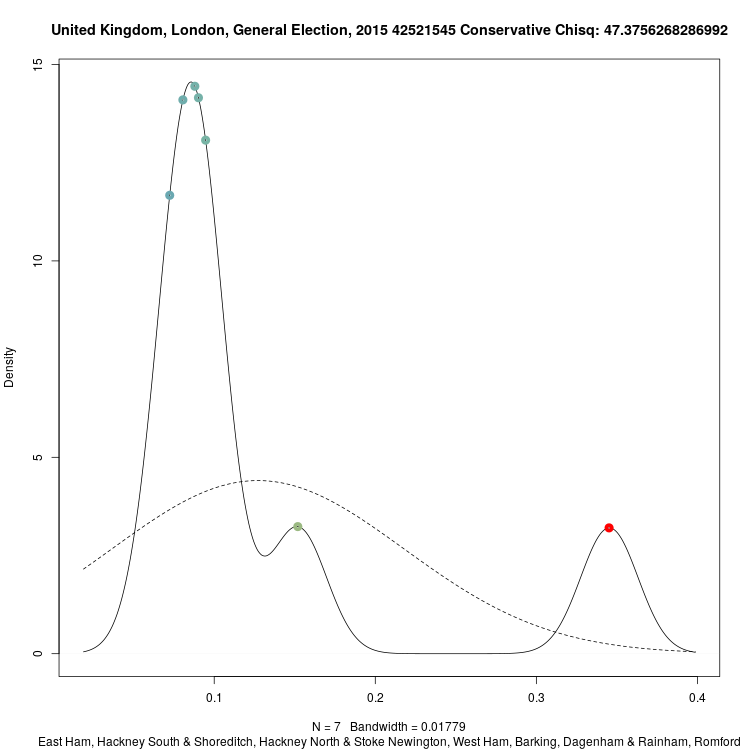 United Kingdom, London, General Election, 2015 42521545 Conservative Chisq: 47.3756268286992
15
10
5
0
Density
0.1 0.2 0.3 0.4
N = 7 Bandwidth = 0.01779
East Ham, Hackney South & Shoreditch, Hackney North & Stoke Newington, West Ham, Barking, Dagenham & Rainham, Romford